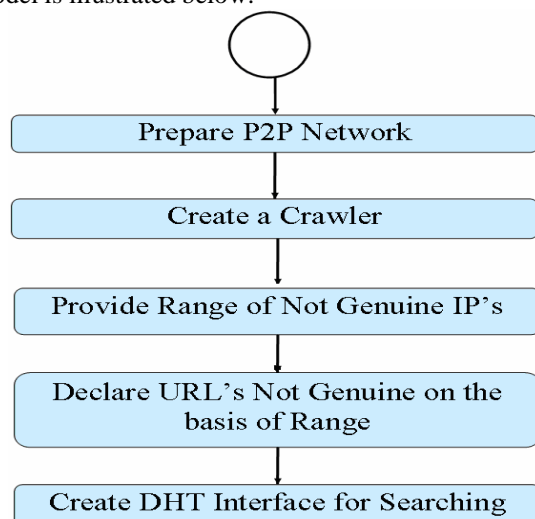 odel is illustrated below.
Prepare P2P Network
Create a Crawler
Provide Range of Not Genuine IP's
Declare URL's Not Genuine on the
basis of Range
Create DHT Interface for Searching